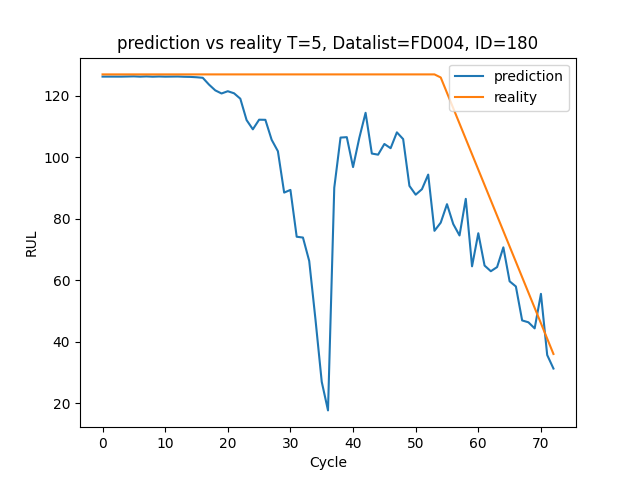 prediction vs reality T=5, Datalist=FD004, ID=180
prediction
reality
RUL
120
100
80
60
40
20
0 10 20 30 40 50 60 70
Cycle